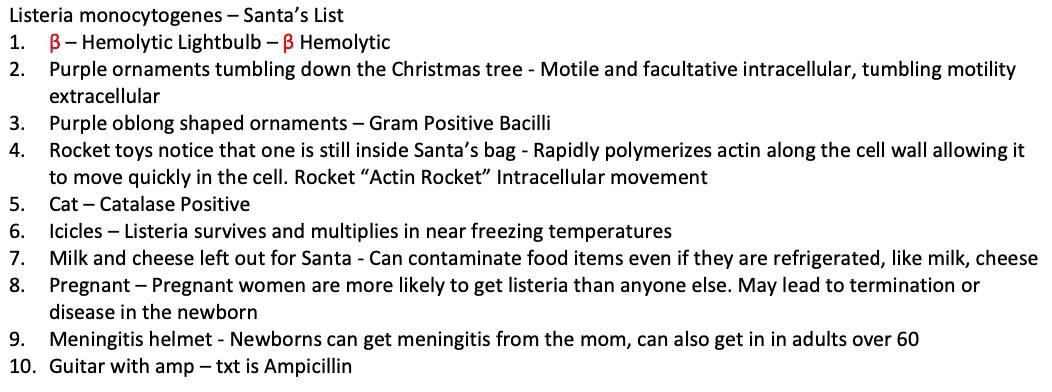 Listeria monocytogenes – Santa's List
1. β – Hemolytic Lightbulb – β Hemolytic
2. Purple ornaments tumbling down the Christmas tree - Motile and facultative intracellular, tumbling motility
extracellular
3. Purple oblong shaped ornaments – Gram Positive Bacilli
4. Rocket toys notice that one is still inside Santa's bag - Rapidly polymerizes actin along the cell wall allowing it
to move quickly in the cell. Rocket “Actin Rocket” Intracellular movement
5. Cat – Catalase Positive
6. Icicles – Listeria survives and multiplies in near freezing temperatures
7. Milk and cheese left out for Santa - Can contaminate food items even if they are refrigerated, like milk, cheese
8. Pregnant – Pregnant women are more likely to get listeria than anyone else. May lead to termination or
disease in the newborn
9. Meningitis helmet - Newborns can get meningitis from the mom, can also get in in adults over 60
10. Guitar with amp – txt is Ampicillin